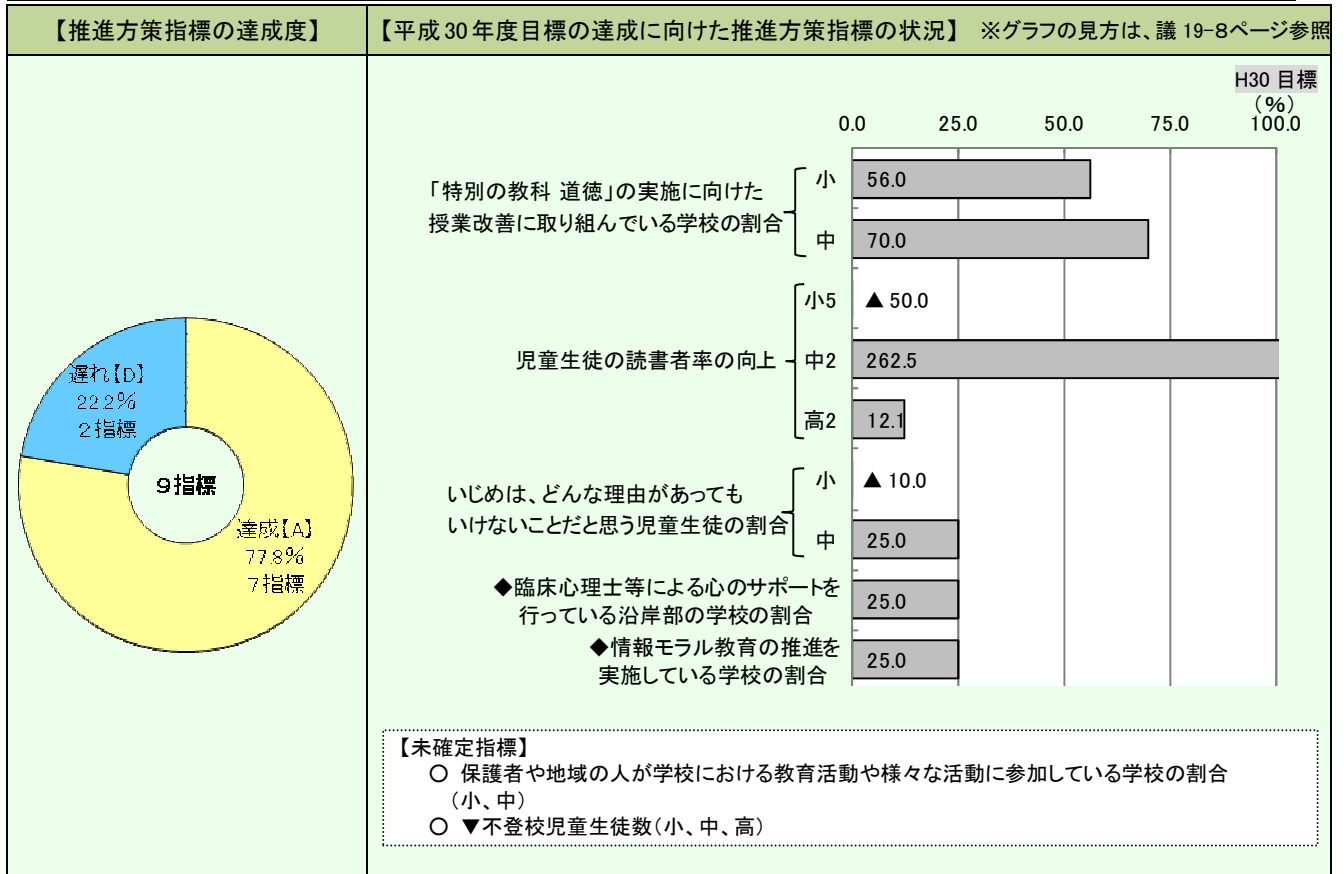 【推進方策指標の達成度】
【平成30年度目標の達成に向けた推進方策指標の状況】 ※グラフの見方は、議19-8ページ参照
遅れ【D】
22.2%
2指標
9指標
達成【A】
77.8%
7指標
H30 目標
(%)
0.0 25.0 50.0 75.0 100.0
「特別の教科 道徳」の実施に向けた
授業改善に取り組んでいる学校の割合
小 56.0
中 70.0
児童生徒の読書者率の向上
小5 ▲ 50.0
中2 262.5
高2 12.1
いじめは、どんな理由があっても
いけないことだと思う児童生徒の割合
小 ▲ 10.0
中 25.0
◆臨床心理士等による心のサポートを
行っている沿岸部の学校の割合
25.0
◆情報モラル教育の推進を
実施している学校の割合
25.0
【未確定指標】
○ 保護者や地域の人が学校における教育活動や様々な活動に参加している学校の割合
(小、中)
○ ▼不登校児童生徒数(小、中、高)